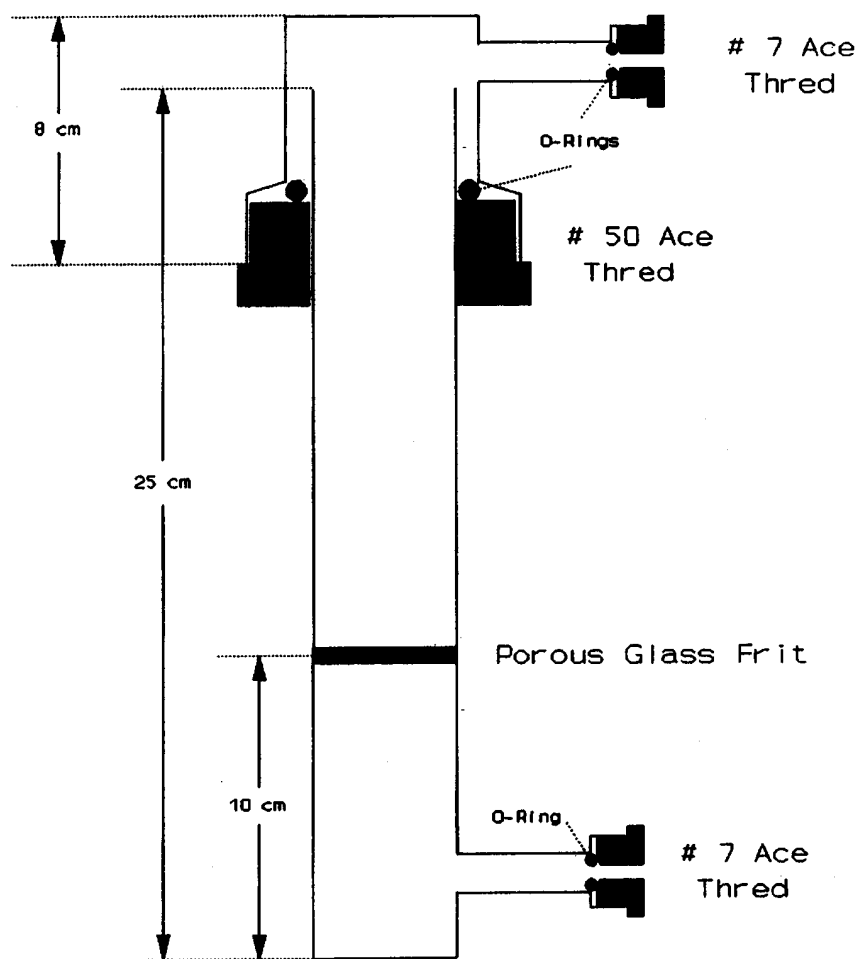 # 7 Ace
Thred
8 cm
O-Rings
# 50 Ace
Thred
25 cm
Porous Glass Frit
10 cm
O-Ring
# 7 Ace
Thred